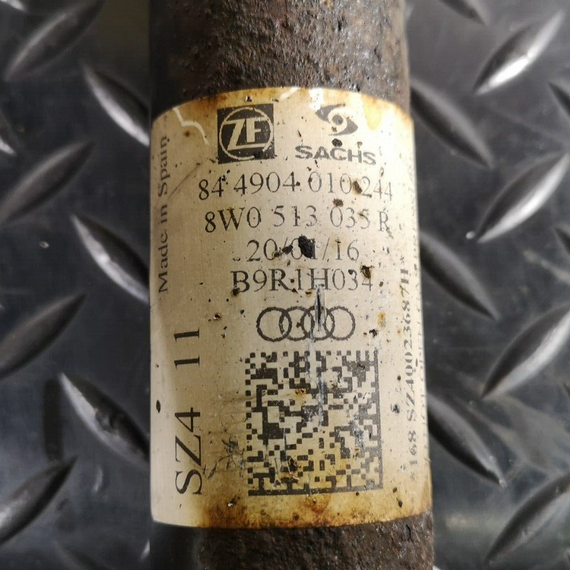 ZF
SACHS
84 4904 010 244
8W0 513 035 R
20/01/16
B9R1H034
Made in Spain
SZ4 11